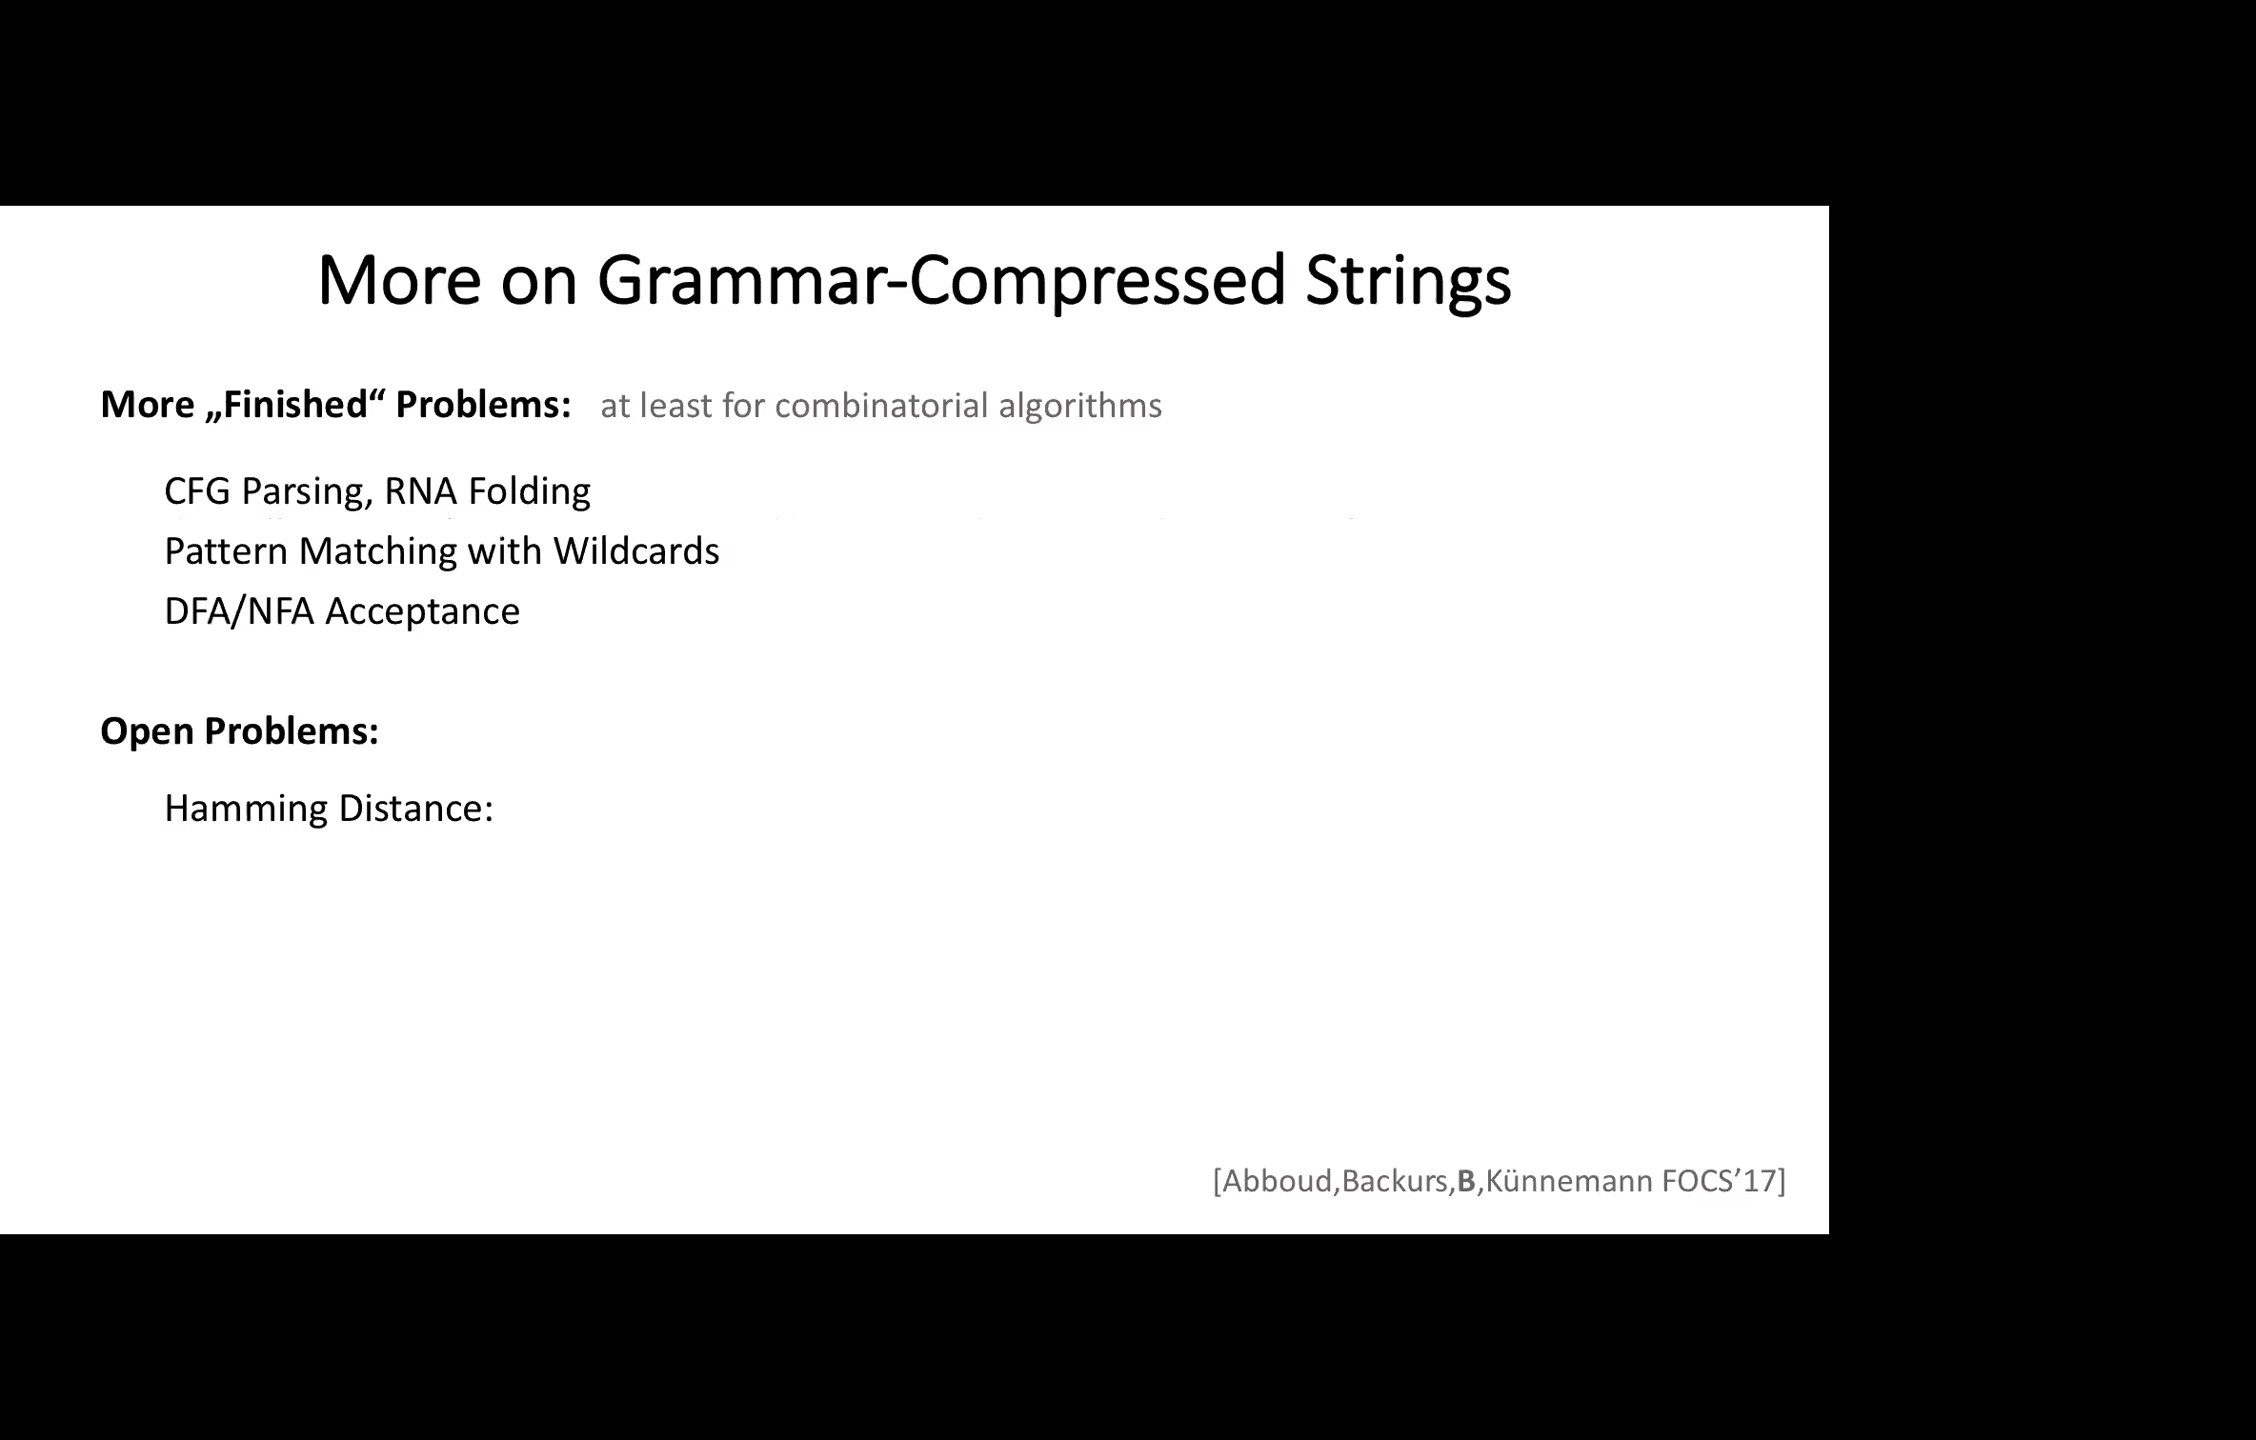 More on Grammar-Compressed Strings
More „Finished“ Problems: at least for combinatorial algorithms
CFG Parsing, RNA Folding
Pattern Matching with Wildcards
DFA/NFA Acceptance
Open Problems:
Hamming Distance:
[Abboud,Backurs,B,Künnemann FOCS’17]